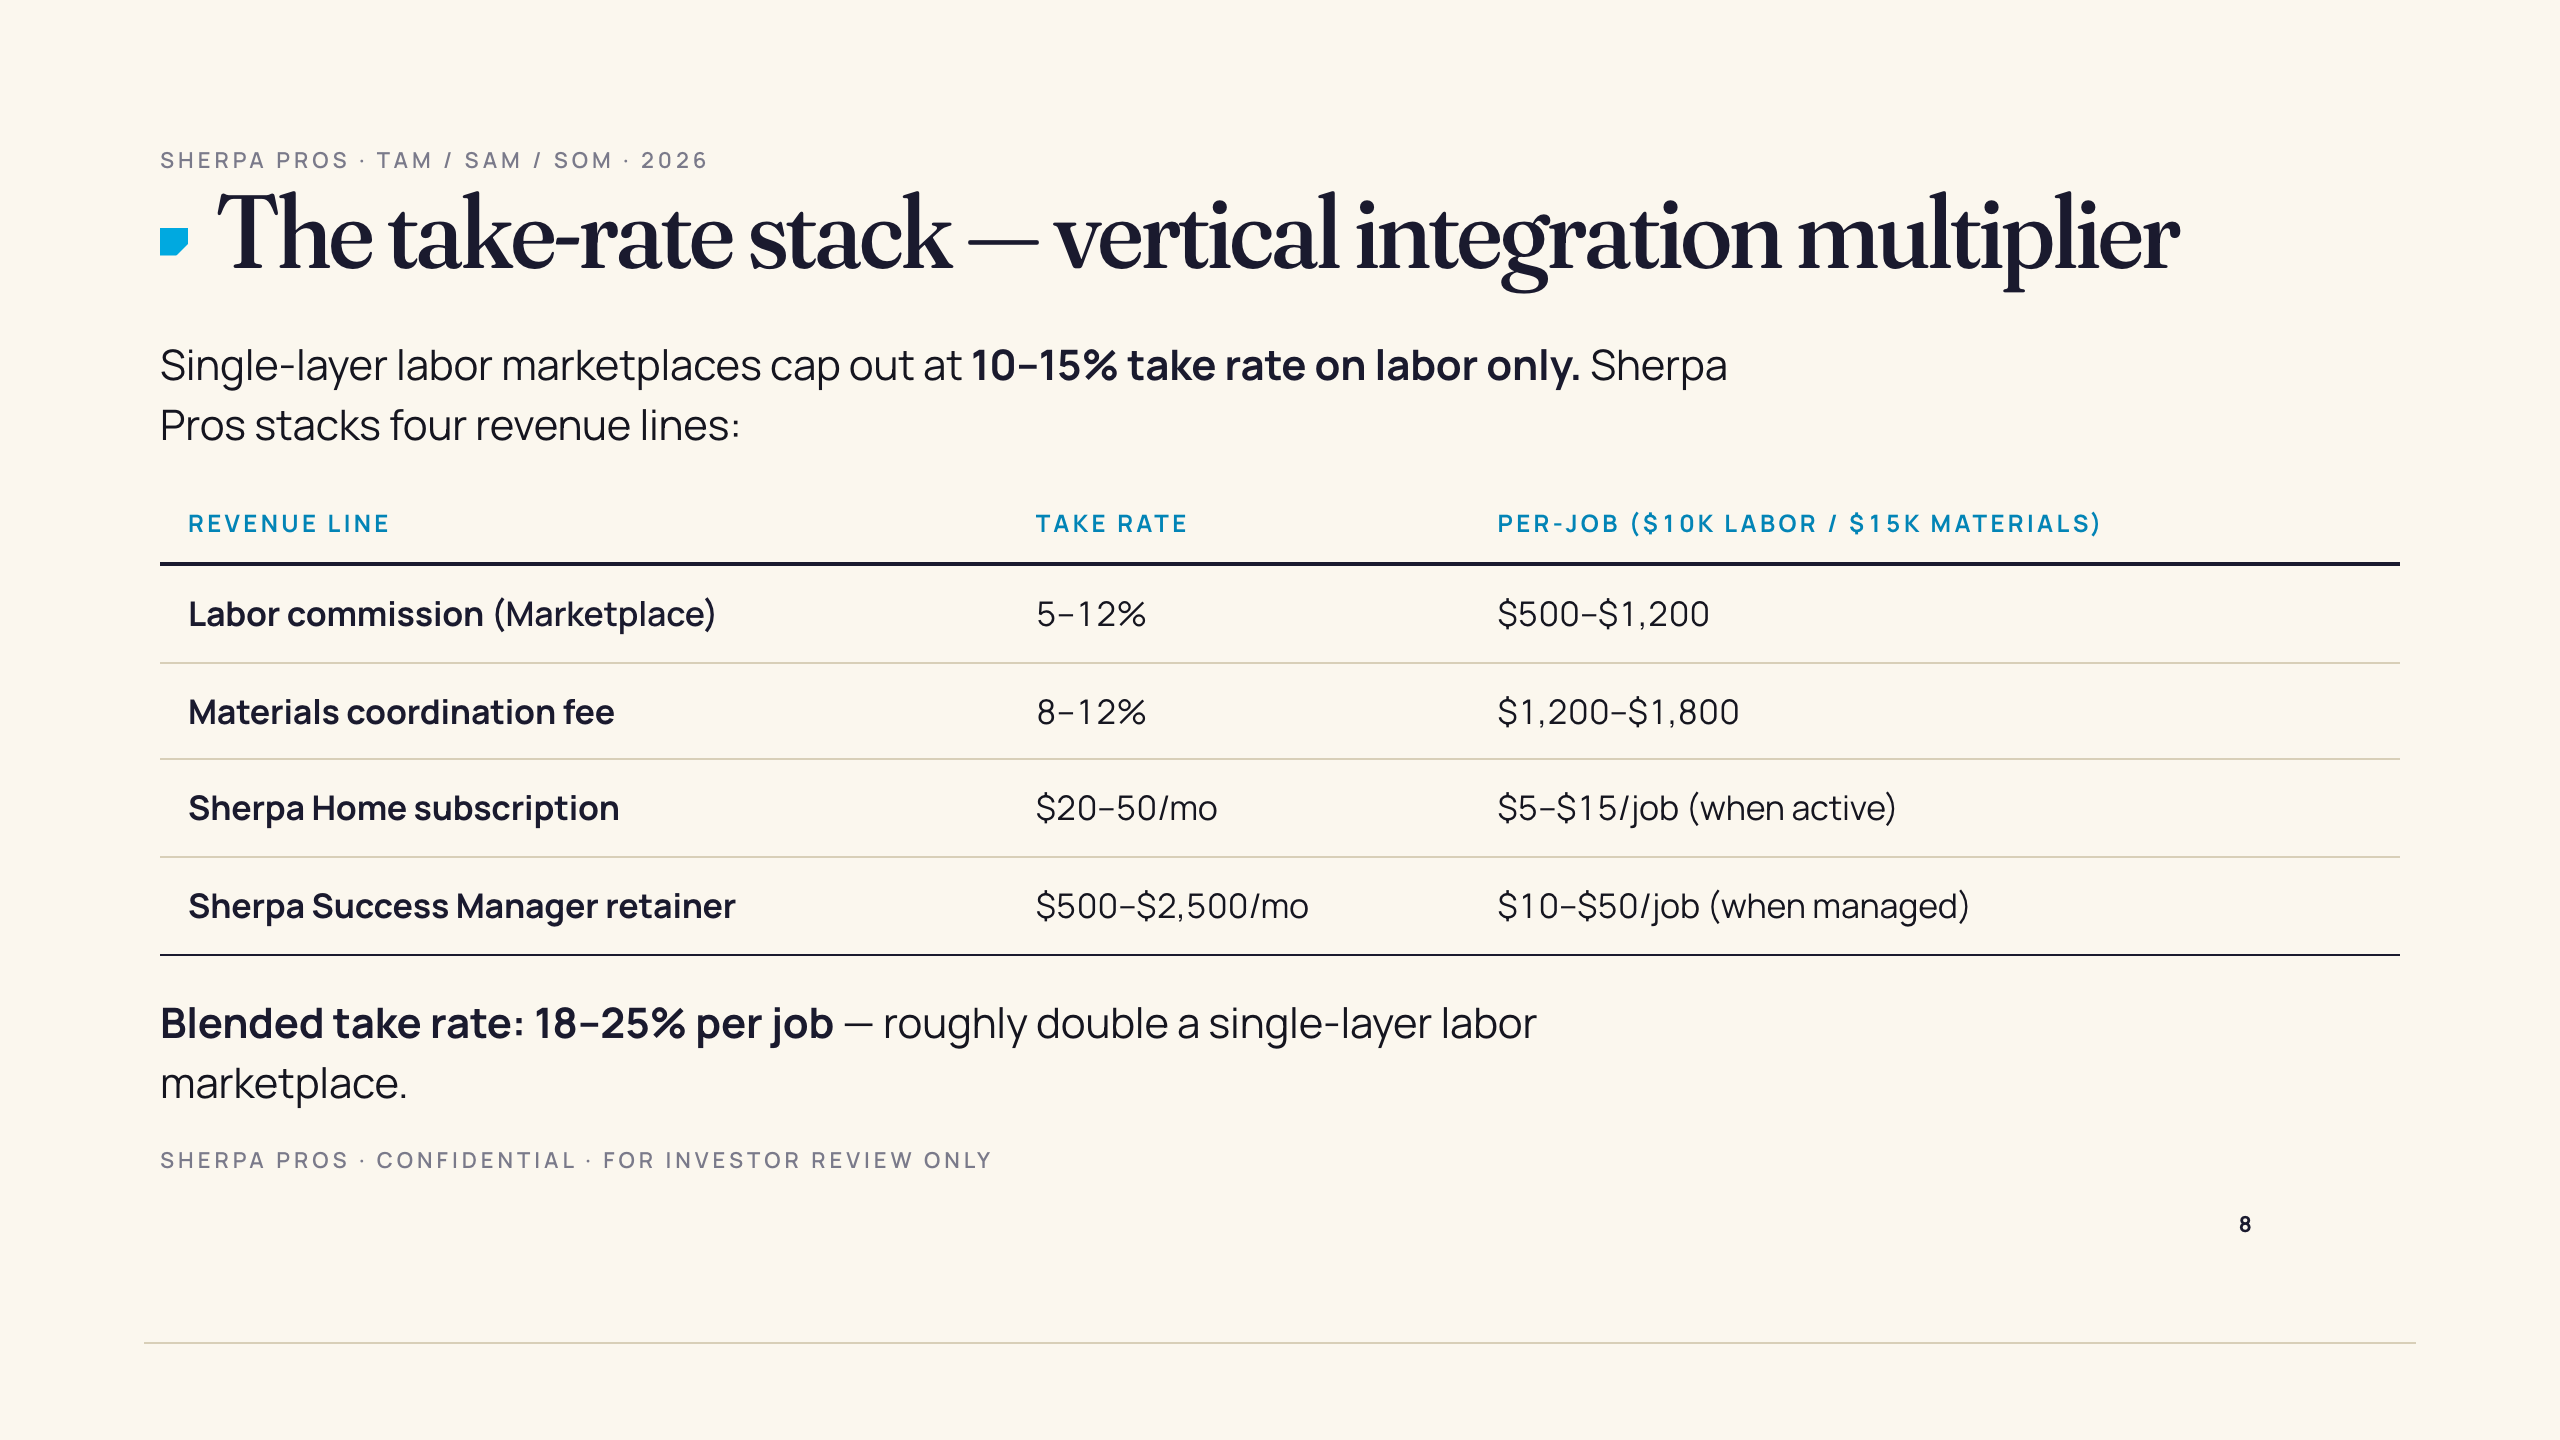 SHERPA PROS · TAM / SAM / SOM · 2026
The take-rate stack — vertical integration multiplier
Single-layer labor marketplaces cap out at 10–15% take rate on labor only. Sherpa
Pros stacks four revenue lines:
REVENUE LINE TAKE RATE PER-JOB ($10K LABOR / $15K MATERIALS)
Labor commission (Marketplace) 5–12% $500–$1,200
Materials coordination fee 8–12% $1,200–$1,800
Sherpa Home subscription $20–50/mo $5–$15/job (when active)
Sherpa Success Manager retainer $500–$2,500/mo $10–$50/job (when managed)
Blended take rate: 18–25% per job — roughly double a single-layer labor
marketplace.
SHERPA PROS · CONFIDENTIAL · FOR INVESTOR REVIEW ONLY
8